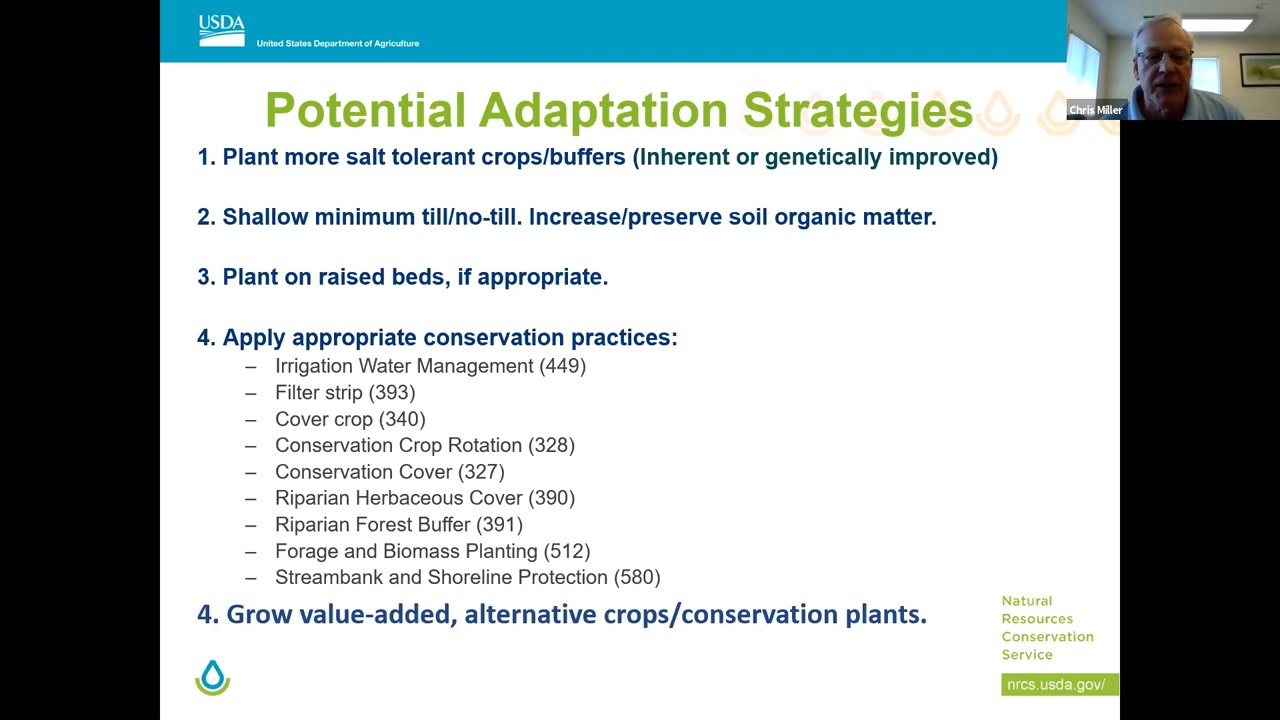 USDA
United States Department of Agriculture
Chris Miller
Potential Adaptation Strategies
1. Plant more salt tolerant crops/buffers (Inherent or genetically improved)
2. Shallow minimum till/no-till. Increase/preserve soil organic matter.
3. Plant on raised beds, if appropriate.
4. Apply appropriate conservation practices:
– Irrigation Water Management (449)
– Filter strip (393)
– Cover crop (340)
– Conservation Crop Rotation (328)
– Conservation Cover (327)
– Riparian Herbaceous Cover (390)
– Riparian Forest Buffer (391)
– Forage and Biomass Planting (512)
– Streambank and Shoreline Protection (580)
4. Grow value-added, alternative crops/conservation plants.
Natural
Resources
Conservation
Service
nrcs.usda.gov/